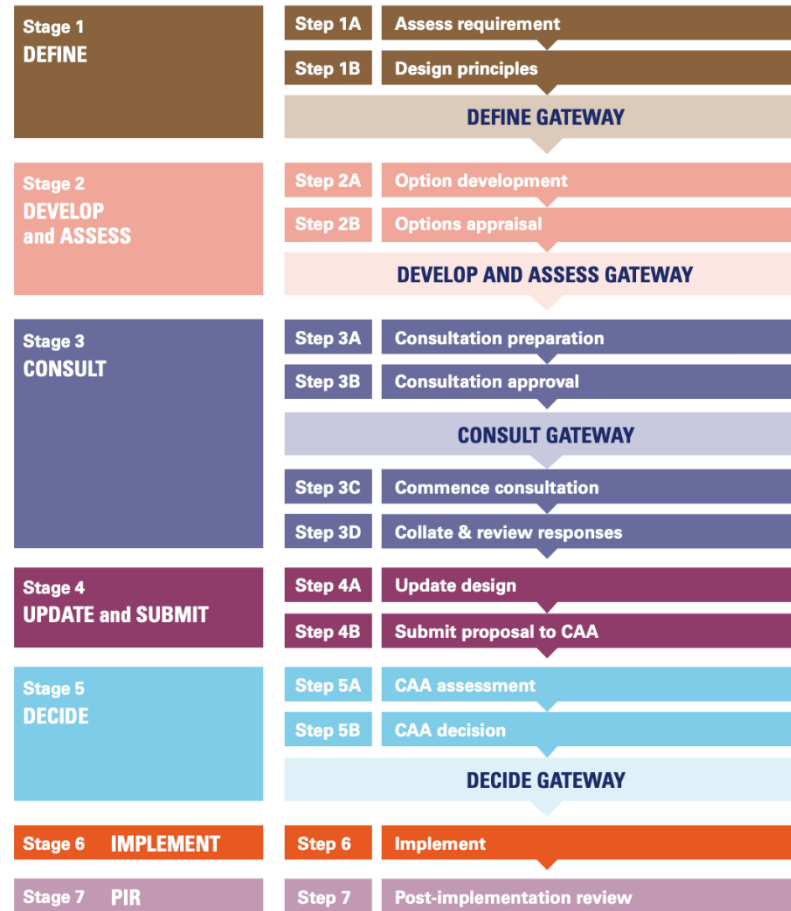 Stage 1
DEFINE
Step 1A Assess requirement
Step 1B Design principles
DEFINE GATEWAY
Stage 2
DEVELOP
and ASSESS
Step 2A Option development
Step 2B Options appraisal
DEVELOP AND ASSESS GATEWAY
Stage 3
CONSULT
Step 3A Consultation preparation
Step 3B Consultation approval
CONSULT GATEWAY
Step 3C Commence consultation
Step 3D Collate & review responses
Stage 4
UPDATE and SUBMIT
Step 4A Update design
Step 4B Submit proposal to CAA
Stage 5
DECIDE
Step 5A CAA assessment
Step 5B CAA decision
DECIDE GATEWAY
Stage 6 IMPLEMENT
Step 6 Implement
Stage 7 PIR
Step 7 Post-implementation review